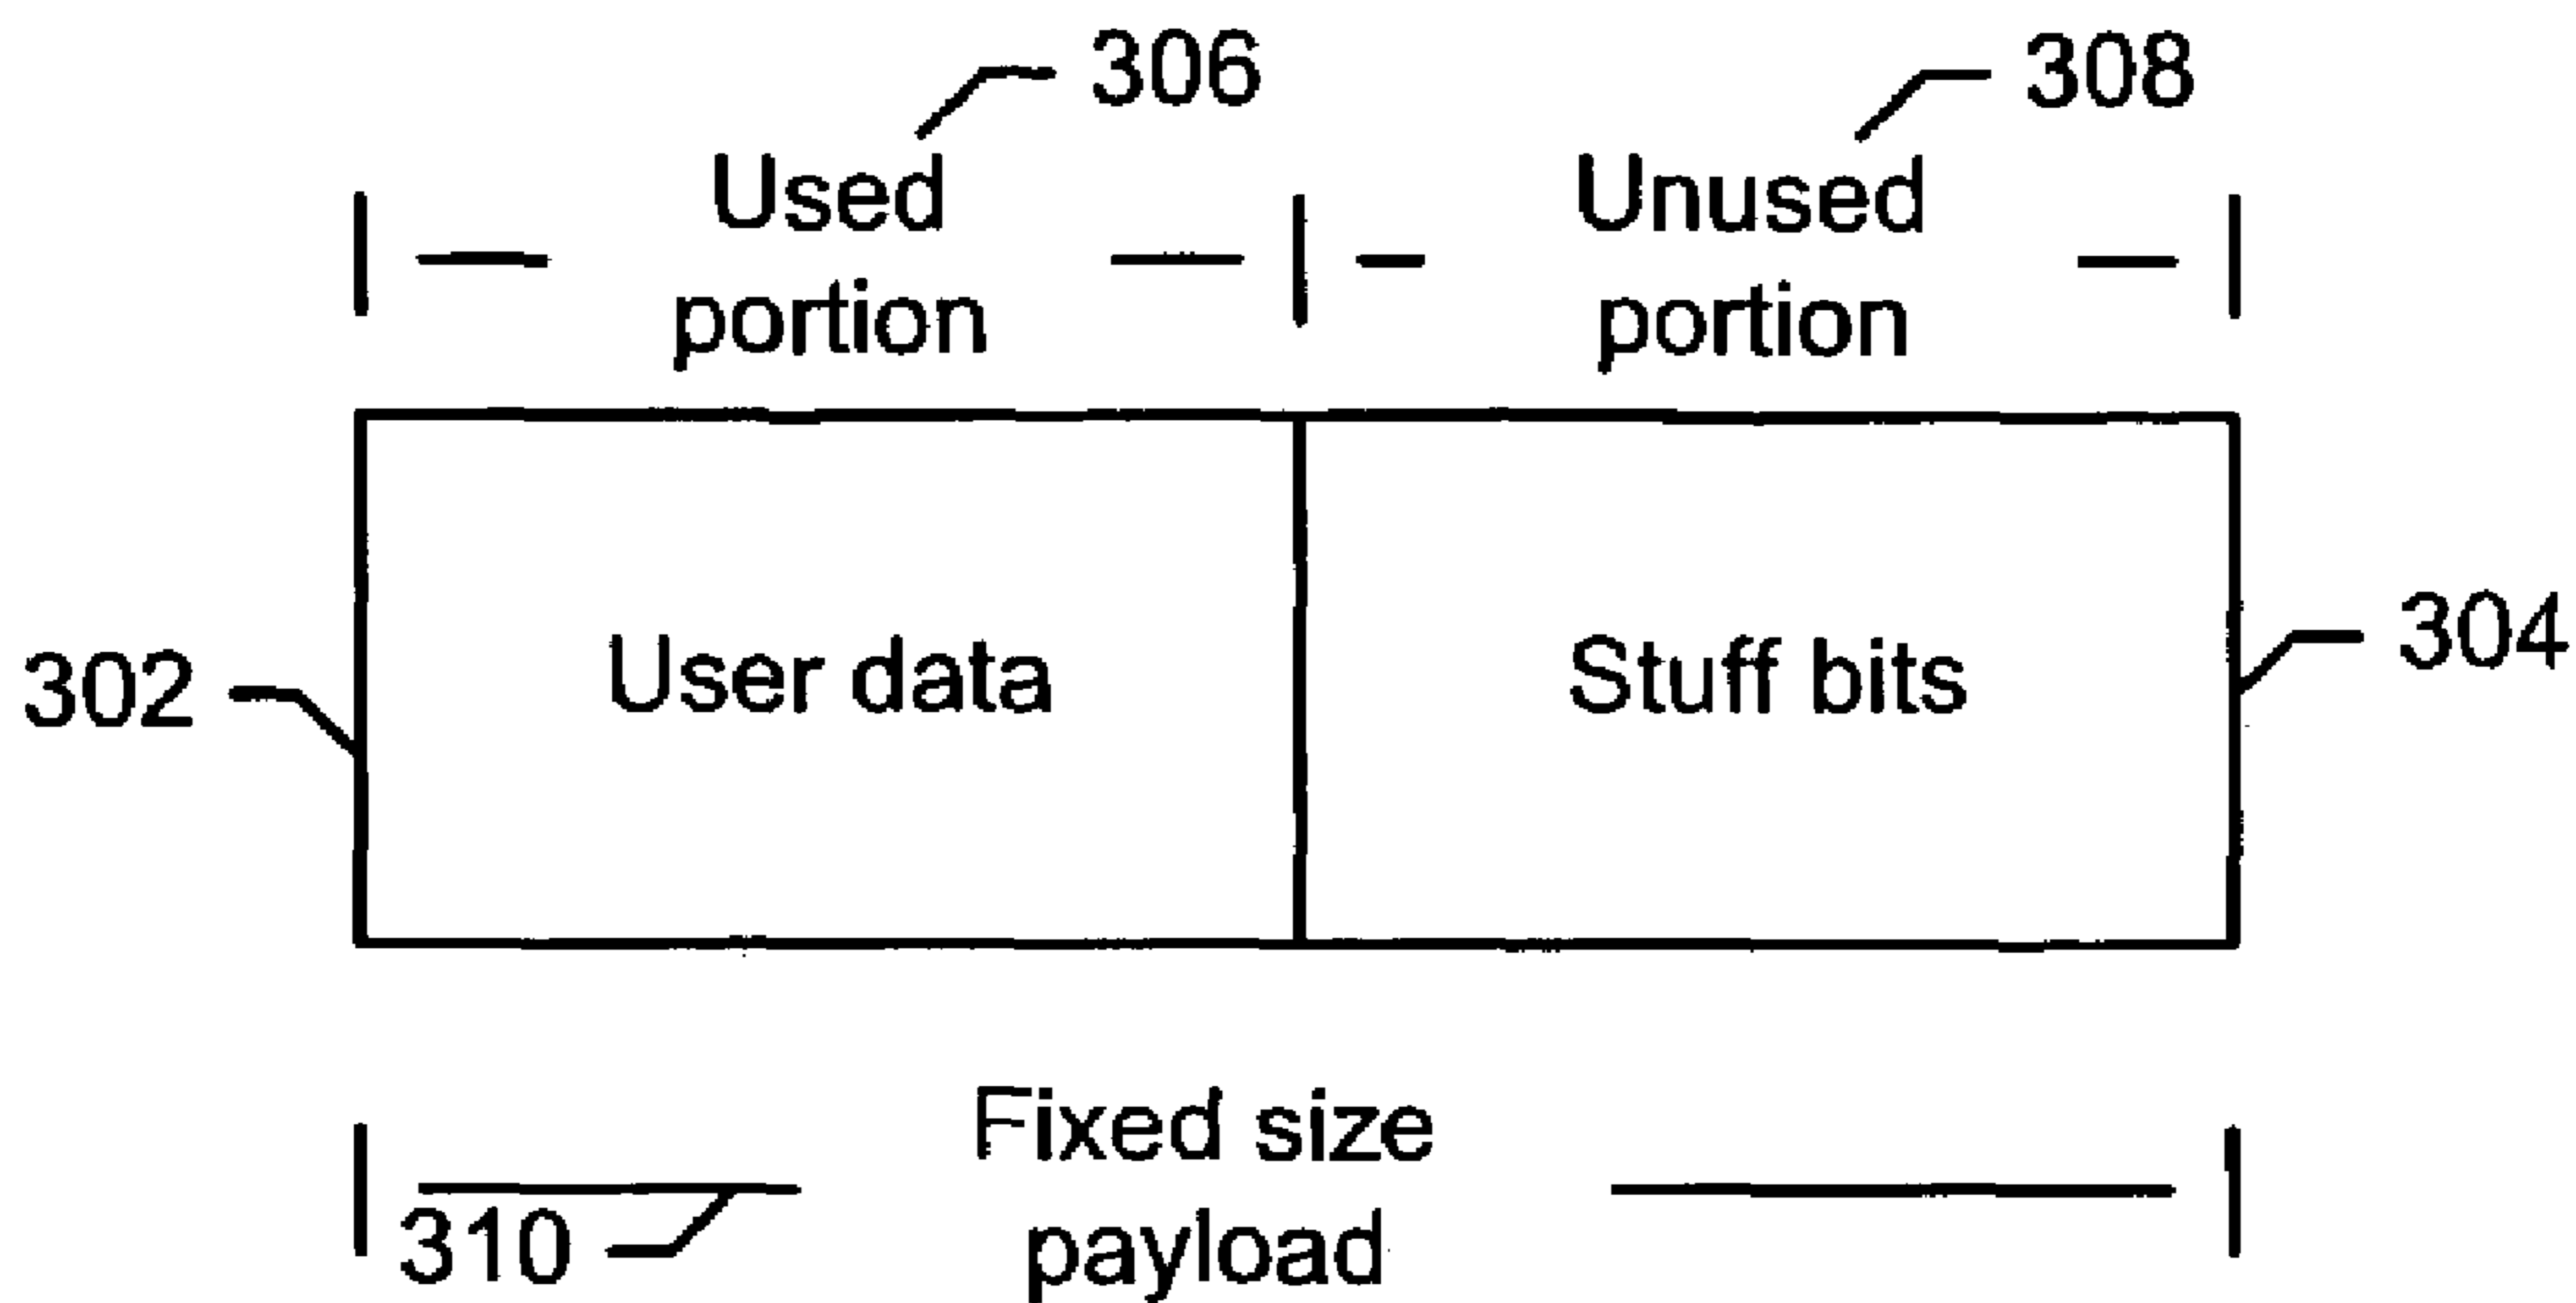 306
308
Used
portion
Unused
portion
302
User data
Stuff bits
304
Fixed size
payload
310